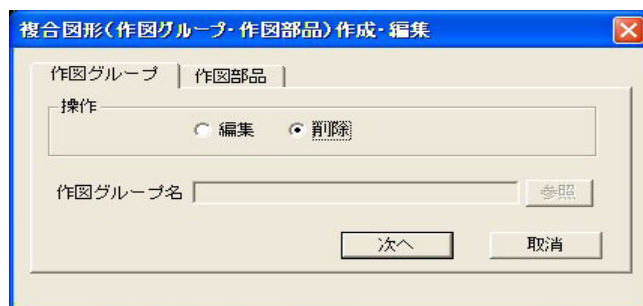 複合図形(作図グループ・作図部品)作成・編集
作図グループ 作図部品
操作
編集 削除
作図グループ名 参照
次へ 取消